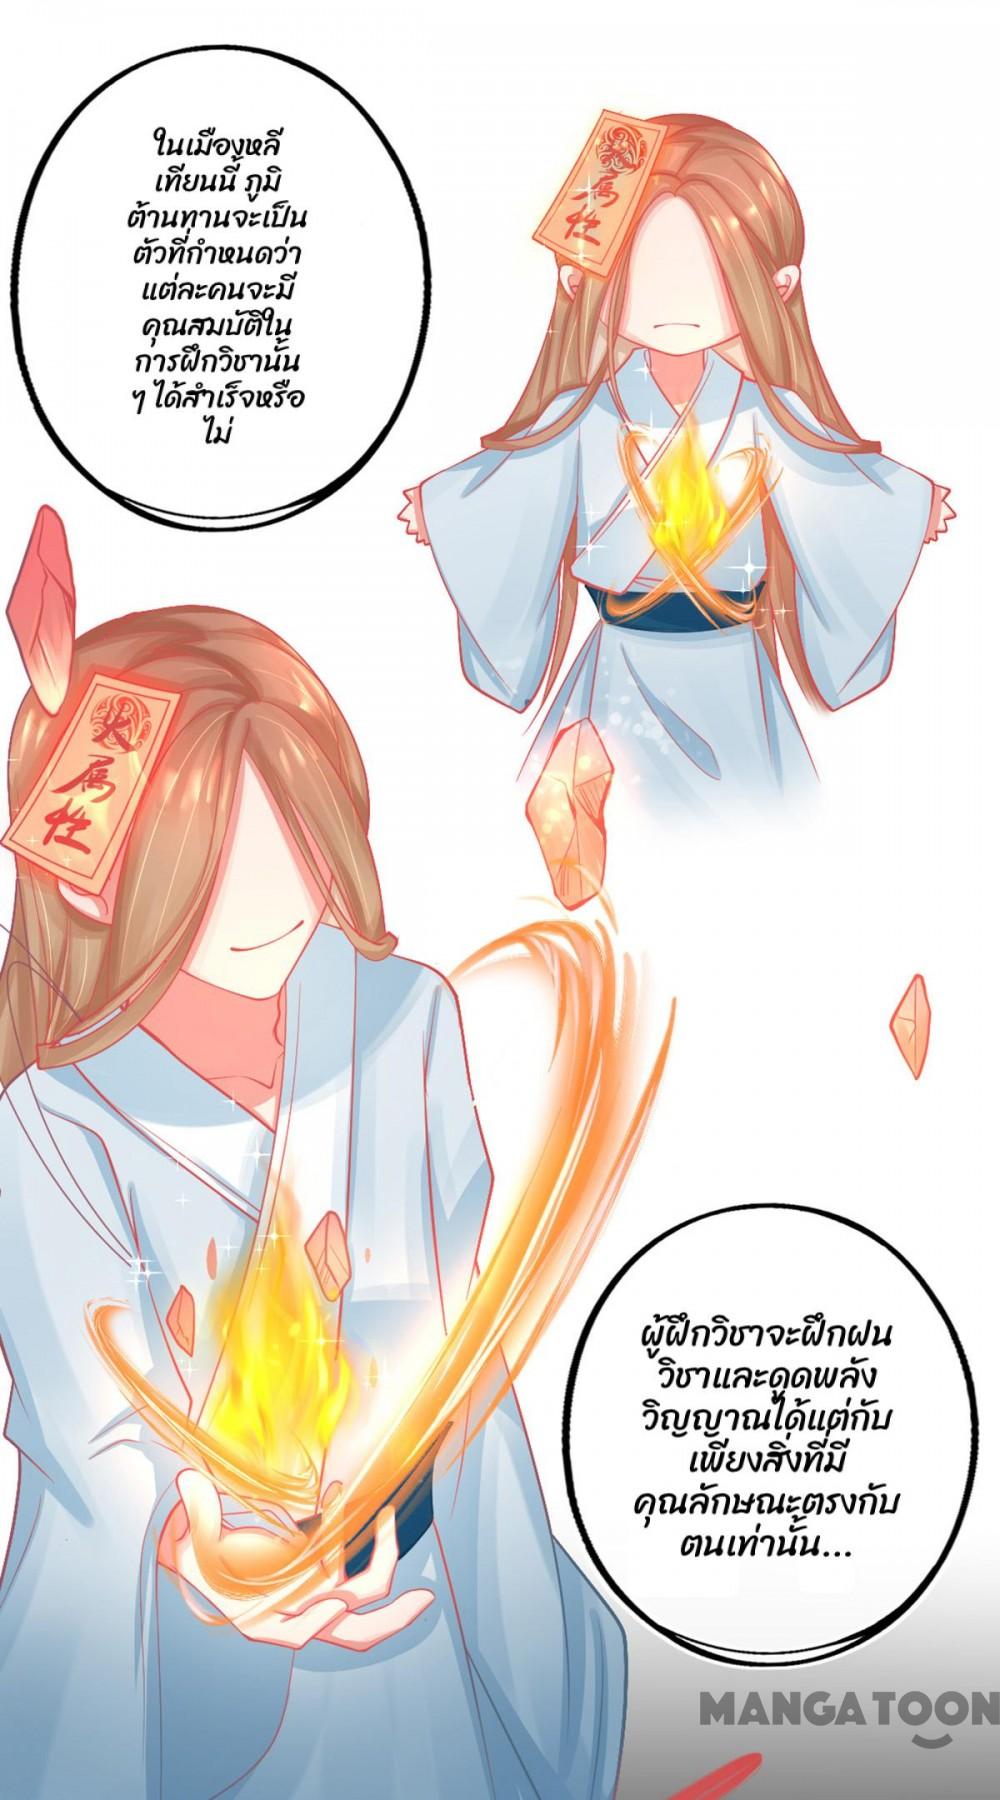 ในเมืองหลี
เทียนนี้ ภูมิ
ต้านทานจะเป็น
ตัวที่กำหนดว่า
แต่ละคนจะมี
คุณสมบัติใน
การฝึกวิชานั้น
ๆ ได้สำเร็จหรือ
ไม่
火
属
性
火
属
性
ผู้ฝึกวิชาจะฝึกฝน
วิชาและดูดพลัง
วิญญาณได้แต่กับ
เพียงสิ่งที่มี
คุณลักษณะตรงกับ
ตนเท่านั้น...
MANGATOON